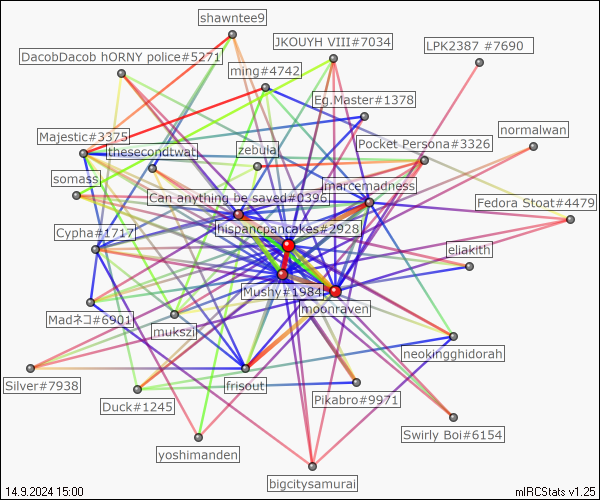 shawntee9
JKOUYH VIII#7034
LPK2387 #7690
DacobDacob hORNY police#5271
ming#4742
Eg.Master#1378
Majestic#3375
thesecondtwat
zebulaj
Pocket Persona#3326
normalwan
somass
marcemadness
Can anything be saved#0396
Fedora Stoat#4479
Cypha#1717
hispancpancakes#2928
eliakith
Mushy#1984
moonraven
Madネコ#6901
mukszi
neokingghidorah
Silver#7938
frisout
Duck#1245
Pikabro#9971
Swirly Boi#6154
yoshimanden
bigcitysamurai
14.9.2024 15:00
mIRCStats v1.25